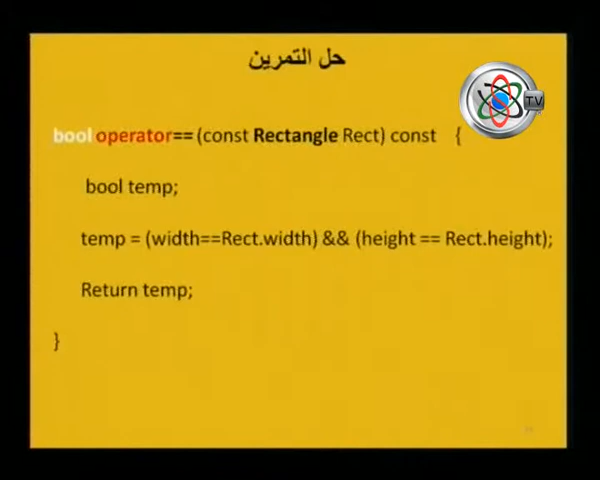 حل التمرين
TV
bool operator== (const Rectangle Rect) const {
bool temp;
temp = (width==Rect.width) && (height == Rect.height);
Return temp;
}